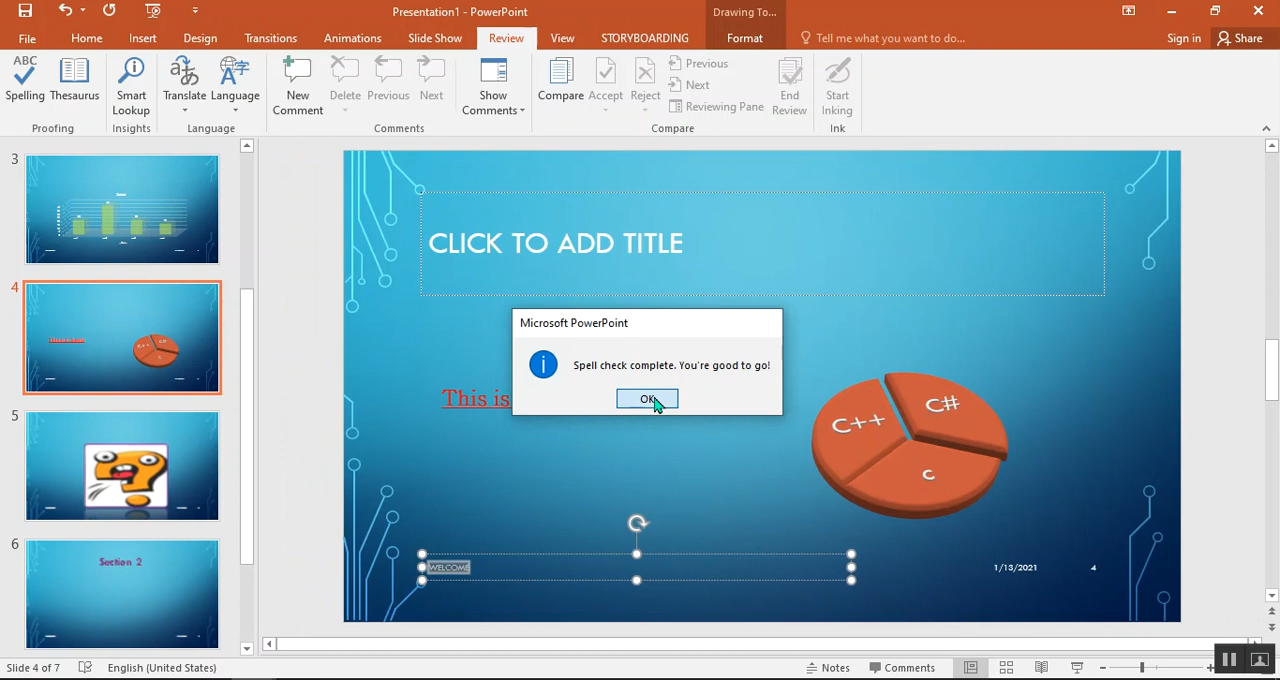 Presentation1 - PowerPoint
Drawing To...
File Home Insert Design Transitions Animations Slide Show Review View STORYBOARDING Format Tell me what you want to do... Sign in Share
ABC
Spelling Thesaurus Smart Lookup Translate Language New Comment Delete Previous Next Show Comments Compare Accept Reject Previous Next Reviewing Pane End Review Start Inking
Proofing Insights Language Comments Compare Ink
3
4
C++ C#
C
5
6
Section 2
CLICK TO ADD TITLE
Microsoft PowerPoint
Spell check complete. You're good to go!
OK
This is
C++ C#
c
WELCOME
1/13/2021 4
Slide 4 of 7 English (United States) Notes Comments